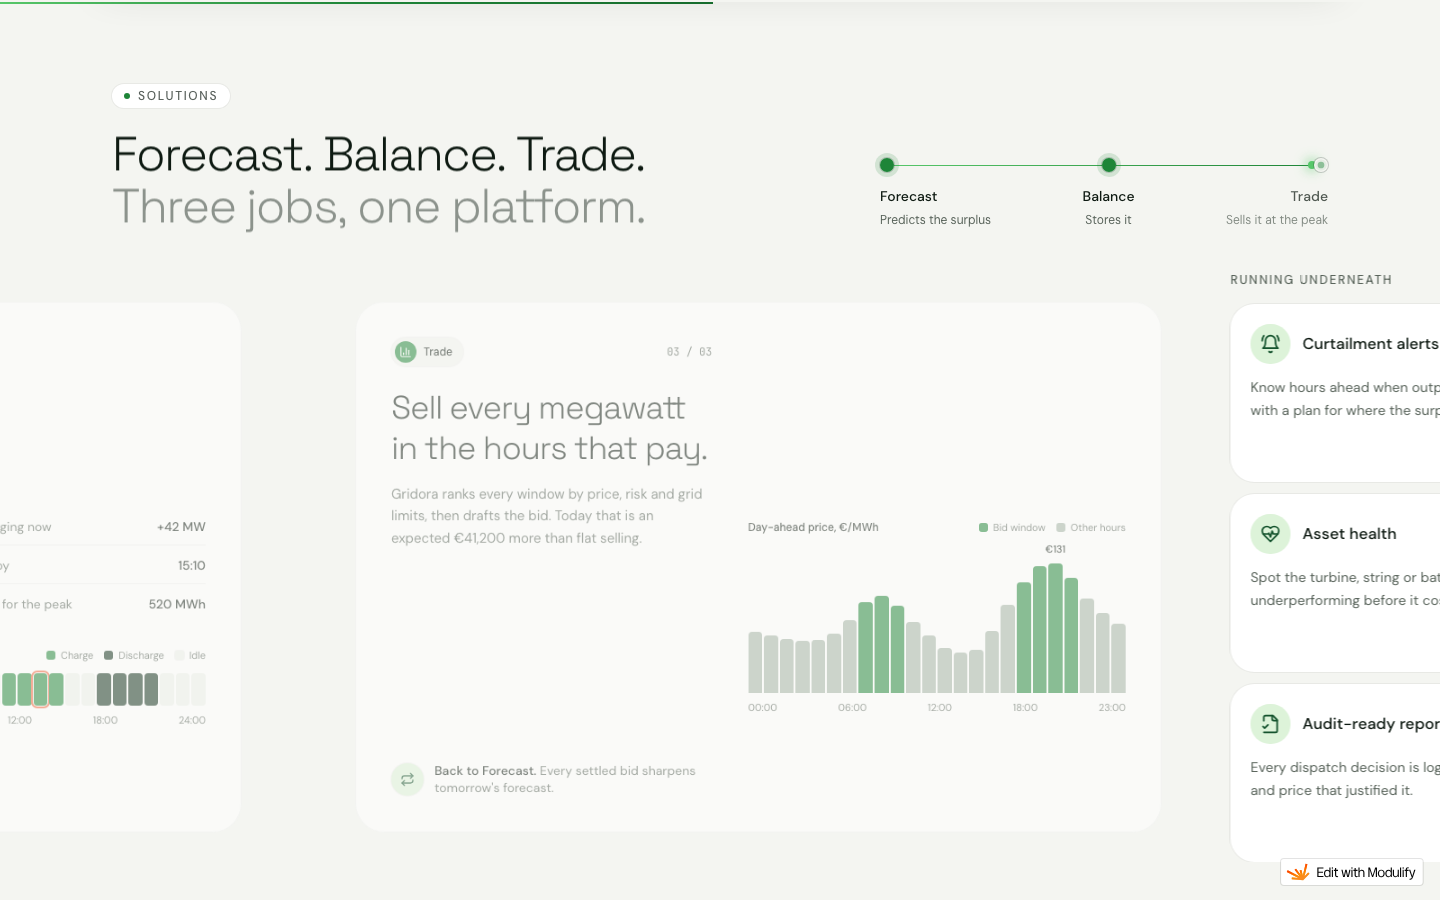 SOLUTIONS
Forecast. Balance. Trade.
Three jobs, one platform.
Forecast
Predicts the surplus
Balance
Stores it
Trade
Sells it at the peak
ging now
+42 MW
by
15:10
for the peak
520 MWh
Charge
Discharge
Idle
12:00
18:00
24:00
Trade
03 / 03
Sell every megawatt
in the hours that pay.
Gridora ranks every window by price, risk and grid
limits, then drafts the bid. Today that is an
expected €41,200 more than flat selling.
Day-ahead price, €/MWh
Bid window
Other hours
€131
00:00
06:00
12:00
18:00
23:00
Back to Forecast. Every settled bid sharpens
tomorrow's forecast.
RUNNING UNDERNEATH
Curtailment alerts
Know hours ahead when outp
with a plan for where the surp
Asset health
Spot the turbine, string or bat
underperforming before it co
Audit-ready repor
Every dispatch decision is log
and price that justified it.
Edit with Modulify